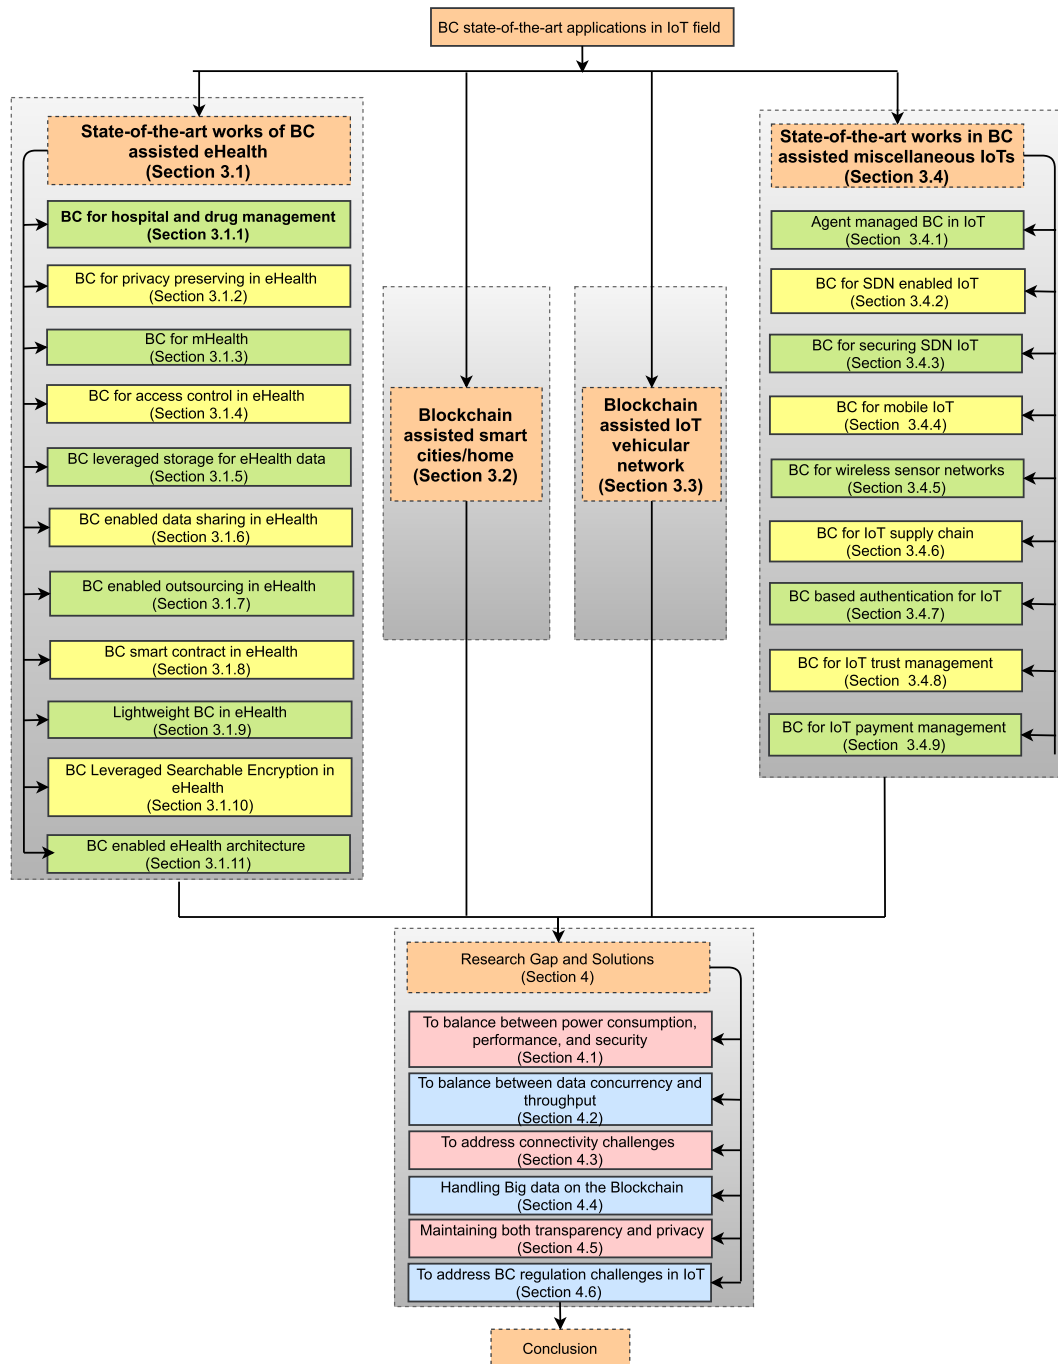 BC state-of-the-art applications in IoT field
State-of-the-art works of BC
assisted eHealth
(Section 3.1)
BC for hospital and drug management
(Section 3.1.1)
BC for privacy preserving in eHealth
(Section 3.1.2)
BC for mHealth
(Section 3.1.3)
BC for access control in eHealth
(Section 3.1.4)
BC leveraged storage for eHealth data
(Section 3.1.5)
BC enabled data sharing in eHealth
(Section 3.1.6)
BC enabled outsourcing in eHealth
(Section 3.1.7)
BC smart contract in eHealth
(Section 3.1.8)
Lightweight BC in eHealth
(Section 3.1.9)
BC Leveraged Searchable Encryption in
eHealth
(Section 3.1.10)
BC enabled eHealth architecture
(Section 3.1.11)
Blockchain
assisted smart
cities/home
(Section 3.2)
Blockchain
assisted IoT
vehicular
network
(Section 3.3)
State-of-the-art works in BC
assisted miscellaneous IoTs
(Section 3.4)
Agent managed BC in IoT
(Section 3.4.1)
BC for SDN enabled IoT
(Section 3.4.2)
BC for securing SDN IoT
(Section 3.4.3)
BC for mobile IoT
(Section 3.4.4)
BC for wireless sensor networks
(Section 3.4.5)
BC for IoT supply chain
(Section 3.4.6)
BC based authentication for IoT
(Section 3.4.7)
BC for IoT trust management
(Section 3.4.8)
BC for IoT payment management
(Section 3.4.9)
Research Gap and Solutions
(Section 4)
To balance between power consumption,
performance, and security
(Section 4.1)
To balance between data concurrency and
throughput
(Section 4.2)
To address connectivity challenges
(Section 4.3)
Handling Big data on the Blockchain
(Section 4.4)
Maintaining both transparency and privacy
(Section 4.5)
To address BC regulation challenges in IoT
(Section 4.6)
Conclusion